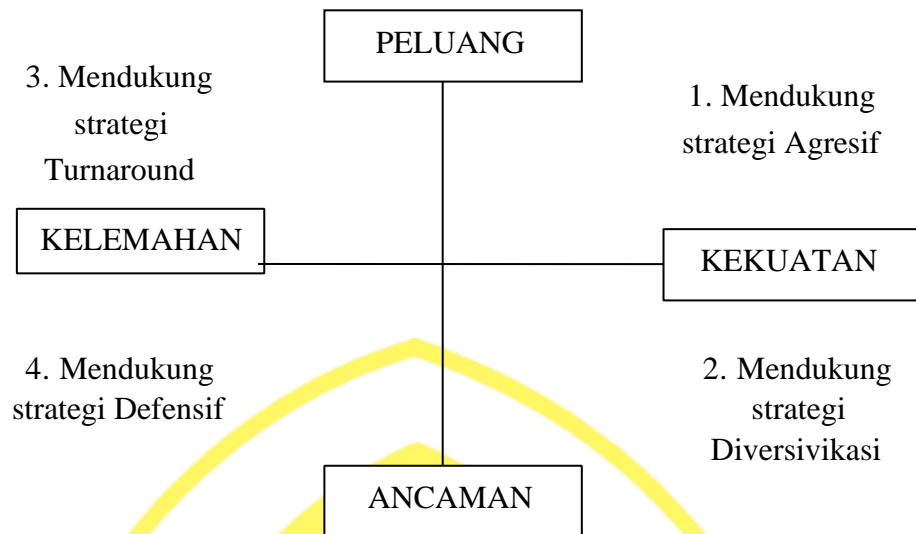 PELUANG
3. Mendukung
strategi
Turnaround
1. Mendukung
strategi Agresif
KELEMAHAN
KEKUATAN
4. Mendukung
strategi Defensif
2. Mendukung
strategi
Diversivikasi
ANCAMAN